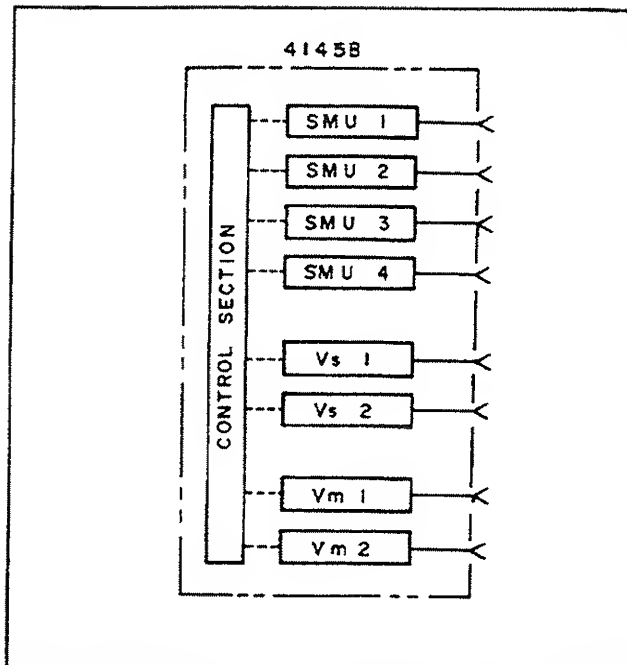 4145B
CONTROL SECTION
SMU 1
SMU 2
SMU 3
SMU 4
Vs 1
Vs 2
Vm 1
Vm 2